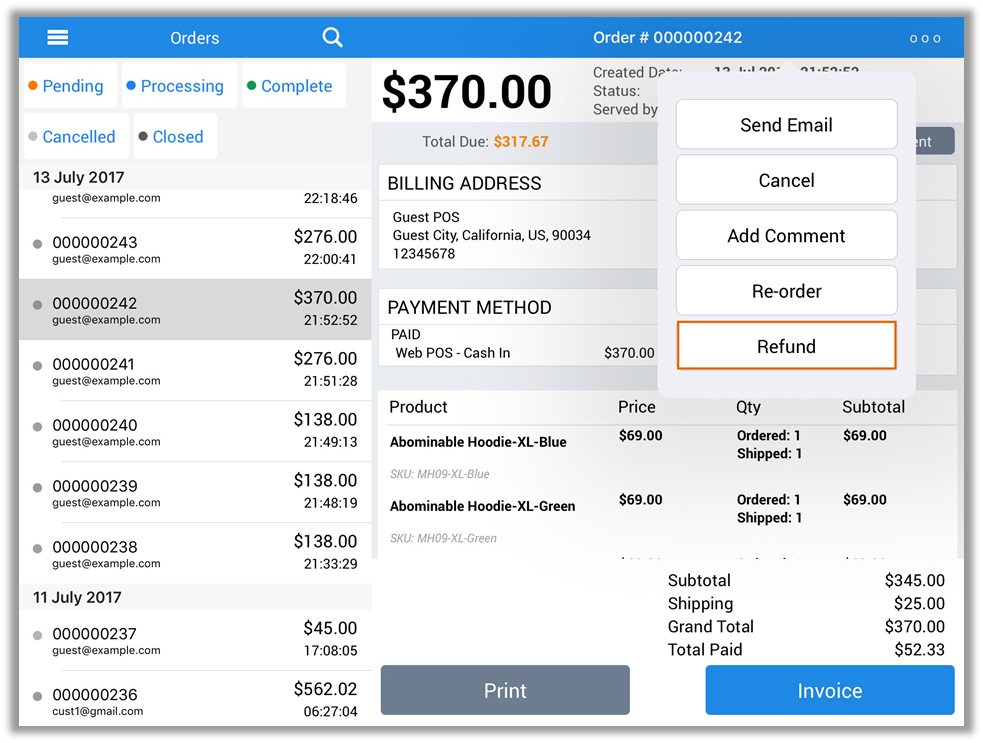 Orders
Order # 000000242
Pending
Processing
Complete
Cancelled
Closed
13 July 2017
guest@example.com 22:18:46
000000243 $276.00
guest@example.com 22:00:41
000000242 $370.00
guest@example.com 21:52:52
000000241 $276.00
guest@example.com 21:51:28
000000240 $138.00
guest@example.com 21:49:13
000000239 $138.00
guest@example.com 21:48:19
000000238 $138.00
guest@example.com 21:33:29
11 July 2017
000000237 $45.00
guest@example.com 17:08:05
000000236 $562.02
cust1@gmail.com 06:27:04
$370.00
Created Date:
Status:
Served by
Total Due: $317.67
BILLING ADDRESS
Guest POS
Guest City, California, US, 90034
12345678
PAYMENT METHOD
PAID
Web POS - Cash In $370.00
Send Email
Cancel
Add Comment
Re-order
Refund
Product Price Qty Subtotal
Abominable Hoodie-XL-Blue $69.00 Ordered: 1 $69.00
Shipped: 1
SKU: MH09-XL-Blue
Abominable Hoodie-XL-Green $69.00 Ordered: 1 $69.00
Shipped: 1
SKU: MH09-XL-Green
Subtotal $345.00
Shipping $25.00
Grand Total $370.00
Total Paid $52.33
Print
Invoice